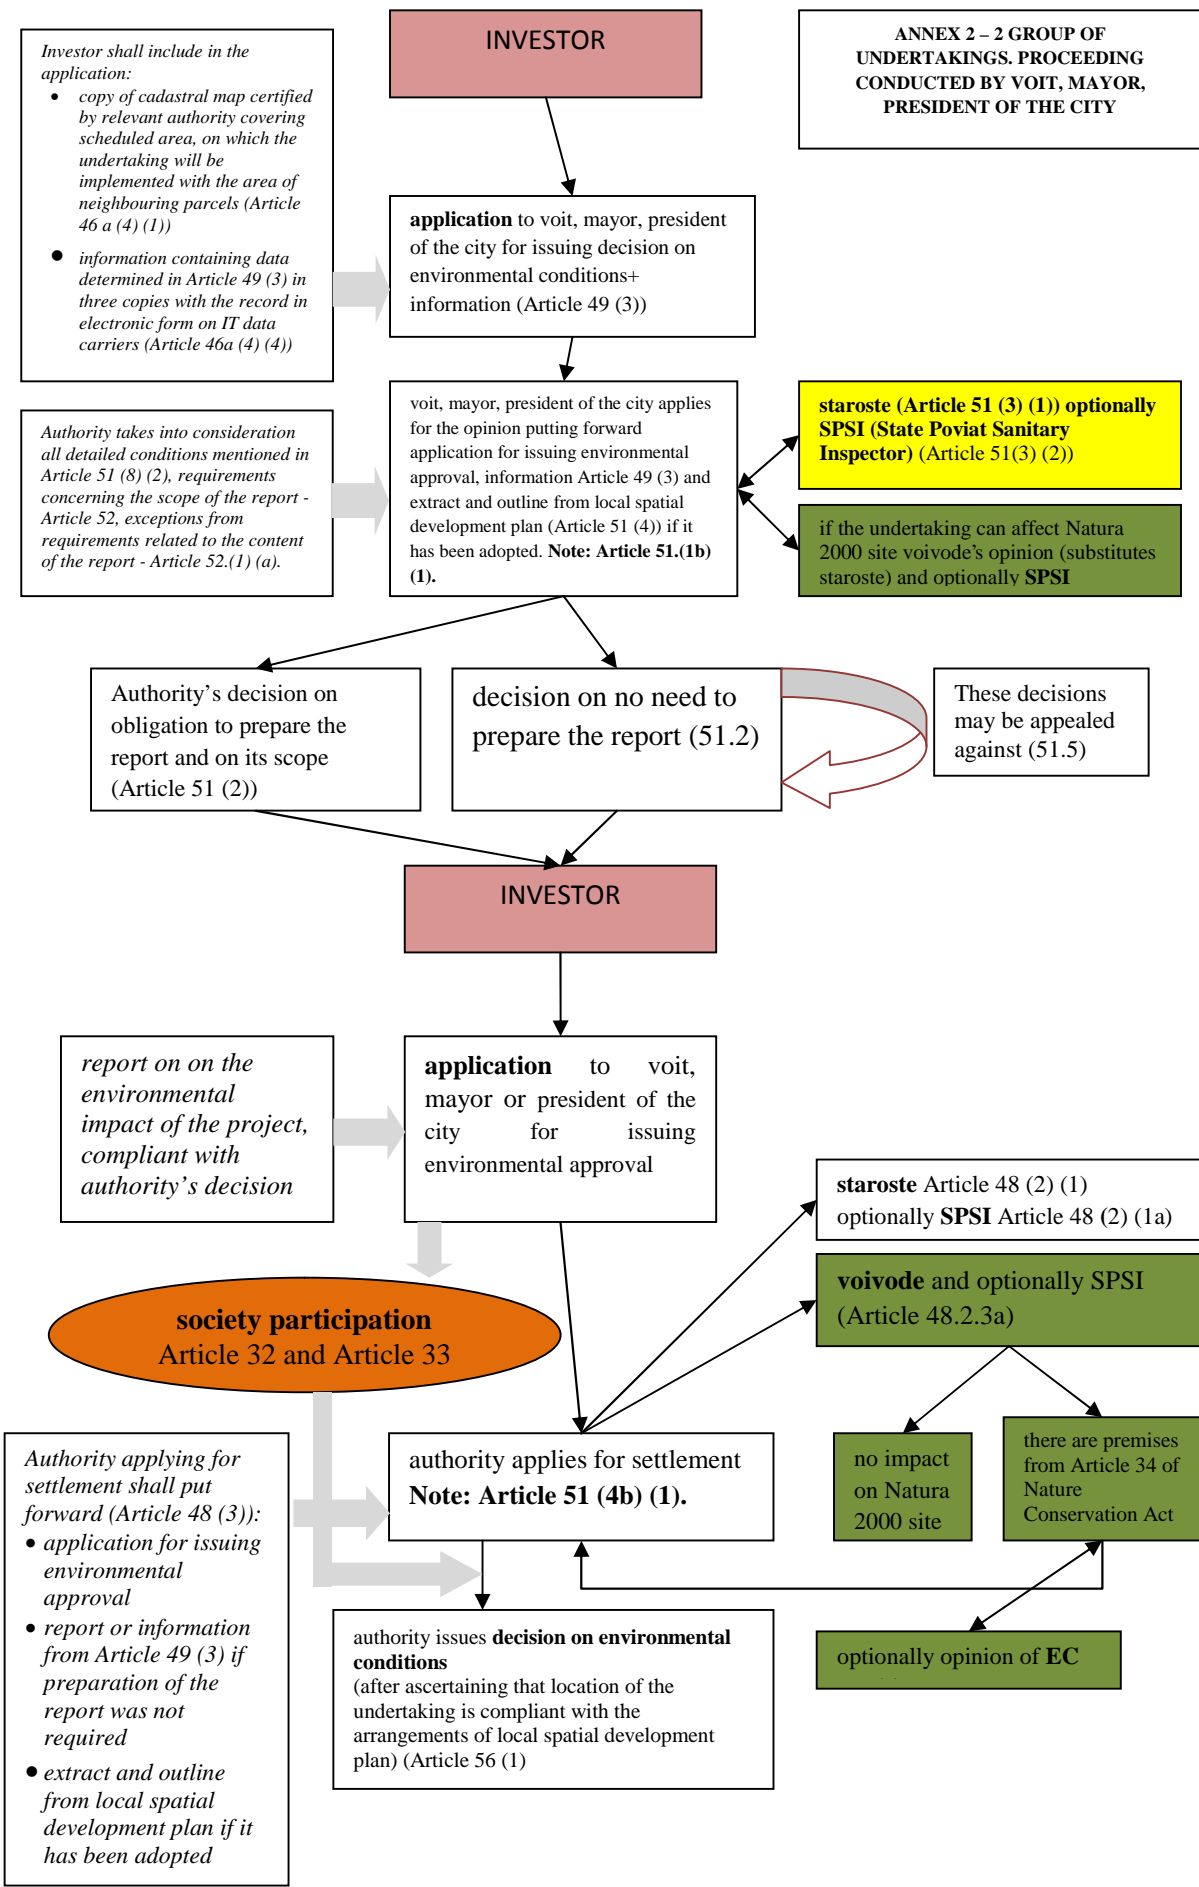 INVESTOR
ANNEX 2 – 2 GROUP OF
UNDERTAKINGS. PROCEEDING
CONDUCTED BY VOIT, MAYOR,
PRESIDENT OF THE CITY
Investor shall include in the
application:
• copy of cadastral map certified
by relevant authority covering
scheduled area, on which the
undertaking will be
implemented with the area of
neighbouring parcels (Article
46 a (4) (1))
• information containing data
determined in Article 49 (3) in
three copies with the record in
electronic form on IT data
carriers (Article 46a (4) (4))
application to voit, mayor, president
of the city for issuing decision on
environmental conditions+
information (Article 49 (3))
Authority takes into consideration
all detailed conditions mentioned in
Article 51 (8) (2), requirements
concerning the scope of the report -
Article 52, exceptions from
requirements related to the content
of the report - Article 52.(1) (a).
voit, mayor, president of the city applies
for the opinion putting forward
application for issuing environmental
approval, information Article 49 (3) and
extract and outline from local spatial
development plan (Article 51 (4)) if it
has been adopted. Note: Article 51.(1b)
(1).
staroste (Article 51 (3) (1)) optionally
SPSI (State Poviat Sanitary
Inspector) (Article 51(3) (2))
if the undertaking can affect Natura
2000 site voivode’s opinion (substitutes
staroste) and optionally SPSI
Authority’s decision on
obligation to prepare the
report and on its scope
(Article 51 (2))
decision on no need to
prepare the report (51.2)
These decisions
may be appealed
against (51.5)
INVESTOR
report on on the
environmental
impact of the project,
compliant with
authority’s decision
application to voit,
mayor or president of the
city for issuing
environmental approval
staroste Article 48 (2) (1)
optionally SPSI Article 48 (2) (1a)
voivode and optionally SPSI
(Article 48.2.3a)
society participation
Article 32 and Article 33
Authority applying for
settlement shall put
forward (Article 48 (3)):
• application for issuing
environmental
approval
• report or information
from Article 49 (3) if
preparation of the
report was not
required
• extract and outline
from local spatial
development plan if it
has been adopted
authority applies for settlement
Note: Article 51 (4b) (1).
no impact
on Natura
2000 site
there are premises
from Article 34 of
Nature
Conservation Act
authority issues decision on environmental
conditions
(after ascertaining that location of the
undertaking is compliant with the
arrangements of local spatial development
plan) (Article 56 (1)
optionally opinion of EC